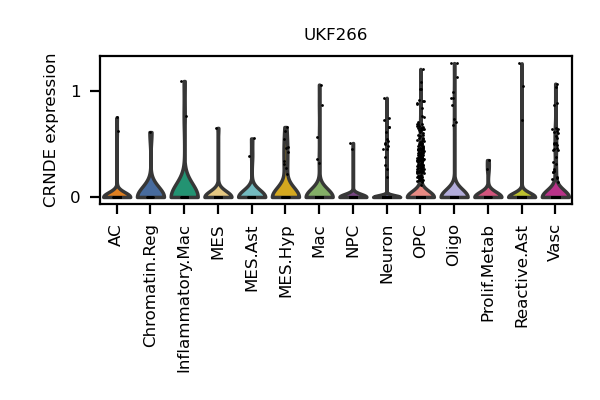 UKF266
CRNDE expression
1
0
AC
Chromatin.Reg
Inflammatory.Mac
MES
MES.Ast
MES.Hyp
Mac
NPC
Neuron
OPC
Oligo
Prolif.Metab
Reactive.Ast
Vasc